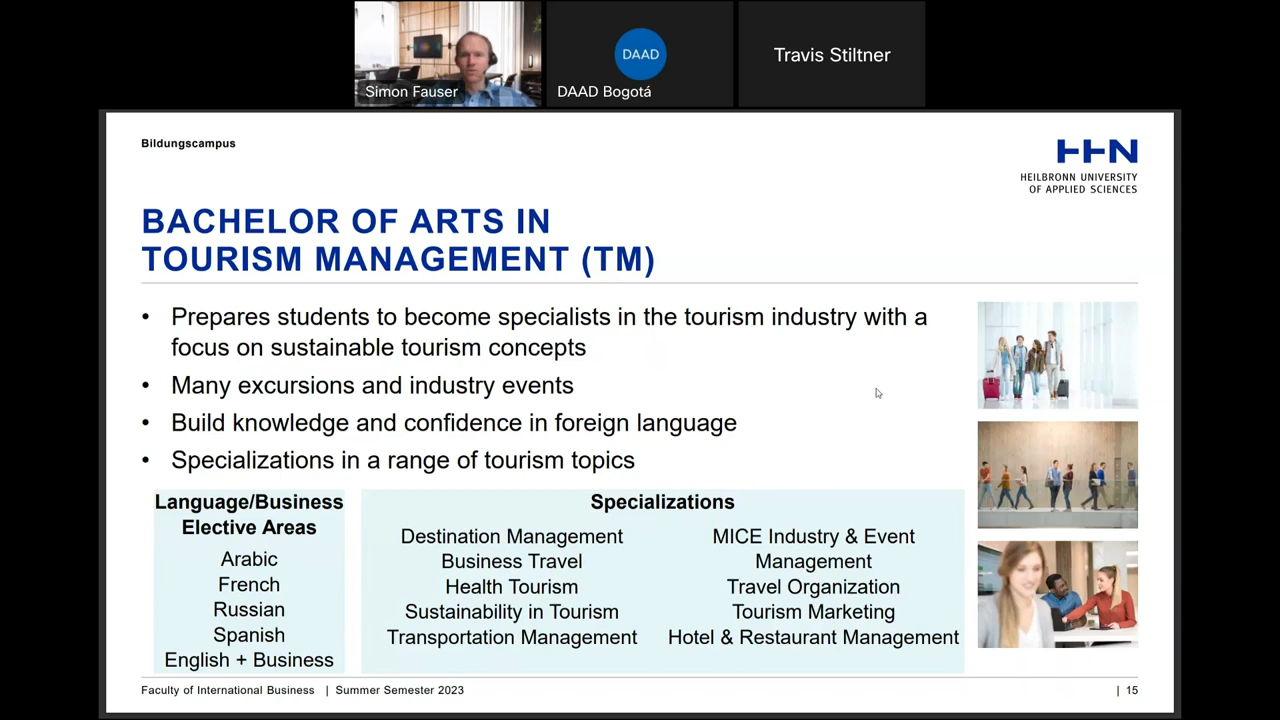 Simon Fauser
DAAD
DAAD Bogotá
Travis Stiltner
Bildungscampus
HHN
HEILBRONN UNIVERSITY
OF APPLIED SCIENCES
BACHELOR OF ARTS IN
TOURISM MANAGEMENT (TM)
• Prepares students to become specialists in the tourism industry with a
focus on sustainable tourism concepts
• Many excursions and industry events
• Build knowledge and confidence in foreign language
• Specializations in a range of tourism topics
Language/Business
Elective Areas
Arabic
French
Russian
Spanish
English + Business
Specializations
Destination Management
Business Travel
Health Tourism
Sustainability in Tourism
Transportation Management
MICE Industry & Event
Management
Travel Organization
Tourism Marketing
Hotel & Restaurant Management
Faculty of International Business | Summer Semester 2023
| 15